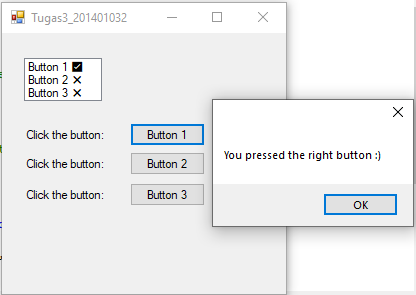 Tugas3_201401032
Button 1 ☑
Button 2 ✕
Button 3 ✕
Click the button: Button 1
Click the button: Button 2
Click the button: Button 3
You pressed the right button :)
OK